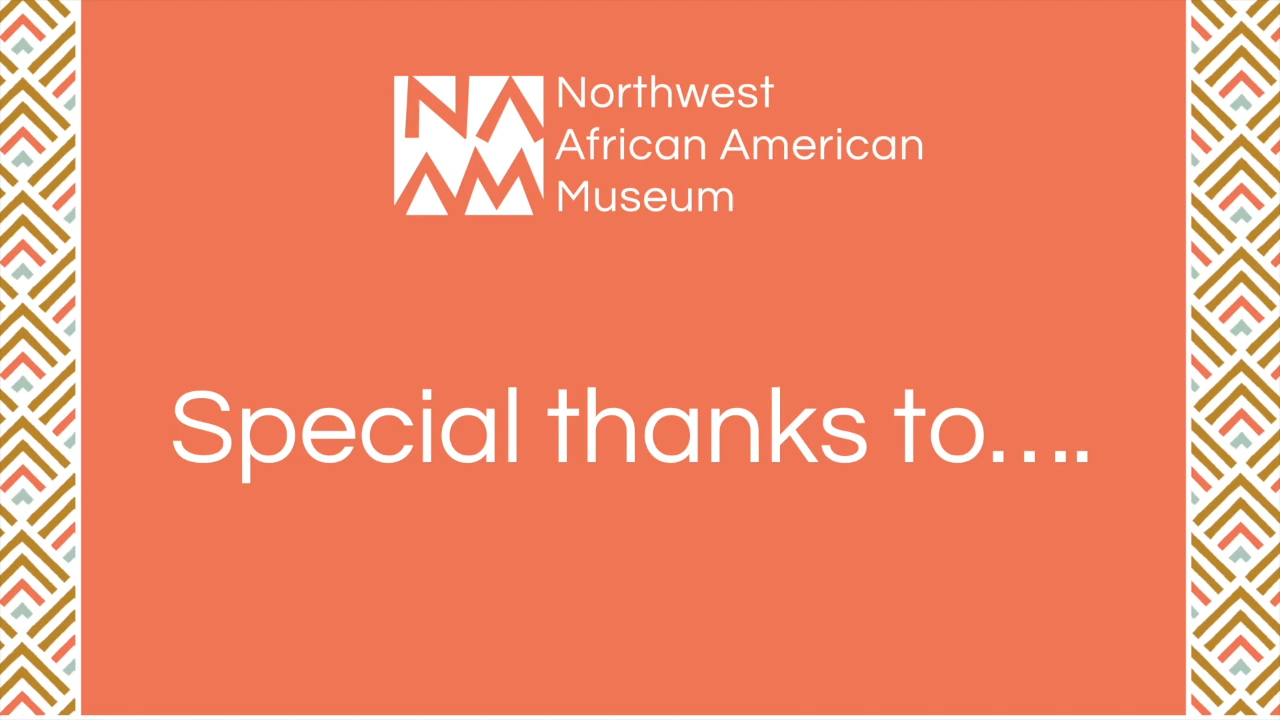 NA
AM
Northwest
African American
Museum
Special thanks to....